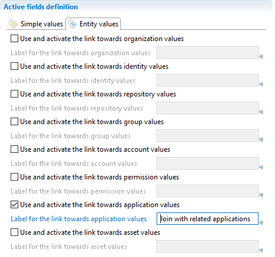 Active fields definition
Simple values Entity values
Use and activate the link towards organization values
Label for the link towards organization values
Use and activate the link towards identity values
Label for the link towards identity values
Use and activate the link towards repository values
Label for the link towards repository values
Use and activate the link towards group values
Label for the link towards group values
Use and activate the link towards account values
Label for the link towards account values
Use and activate the link towards permission values
Label for the link towards permission values
Use and activate the link towards application values
Label for the link towards application values Join with related applications
Use and activate the link towards asset values
Label for the link towards asset values